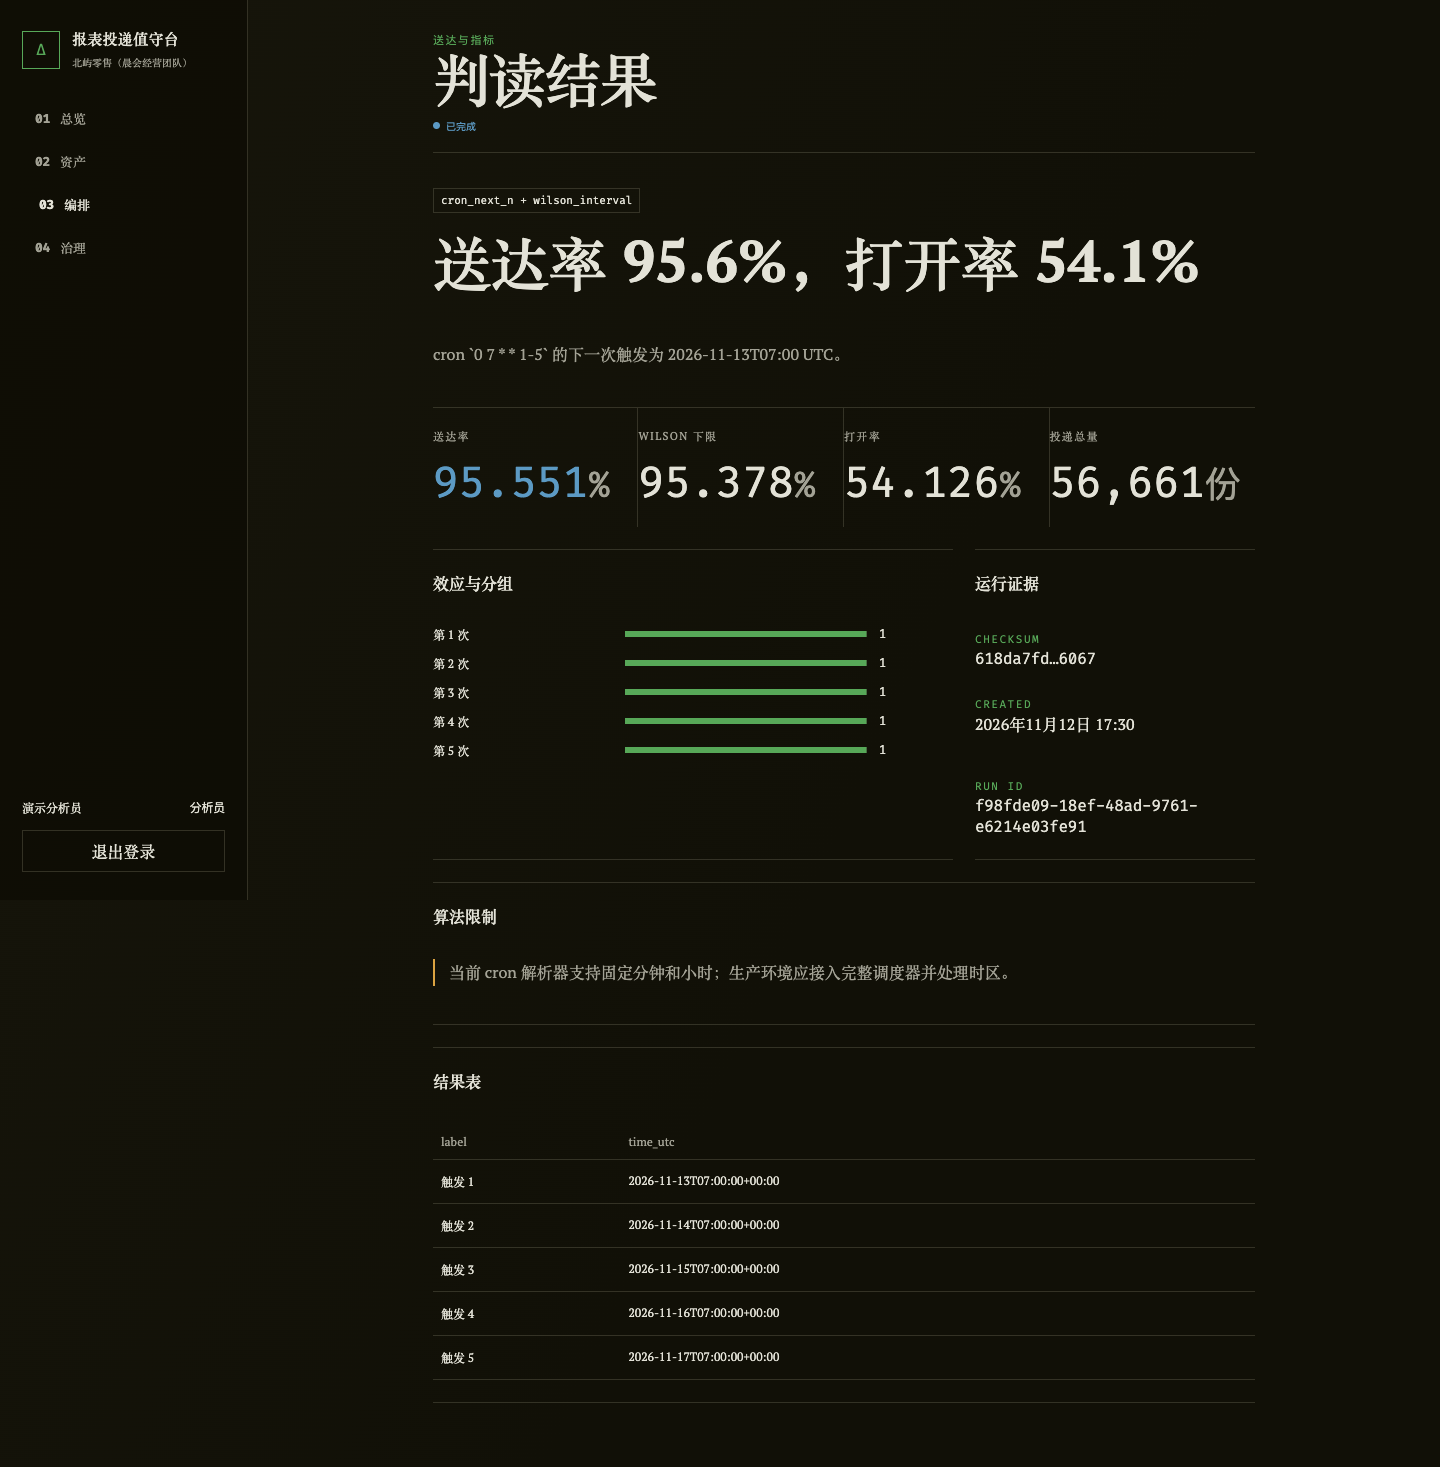 Δ
报表投递值守台
北屿零售（晨会经营团队）
01 总览
02 资产
03 编排
04 治理
演示分析员 分析员
退出登录
送达与指标
判读结果
已完成
cron_next_n + wilson_interval
送达率 95.6%，打开率 54.1%
cron `0 7 * * 1-5` 的下一次触发为 2026-11-13T07:00 UTC。
送达率
95.551%
WILSON 下限
95.378%
打开率
54.126%
投递总量
56,661份
效应与分组
第 1 次 1
第 2 次 1
第 3 次 1
第 4 次 1
第 5 次 1
运行证据
CHECKSUM
618da7fd…6067
CREATED
2026年11月12日 17:30
RUN ID
f98fde09-18ef-48ad-9761-
e6214e03fe91
算法限制
当前 cron 解析器支持固定分钟和小时；生产环境应接入完整调度器并处理时区。
结果表
label time_utc
触发 1 2026-11-13T07:00:00+00:00
触发 2 2026-11-14T07:00:00+00:00
触发 3 2026-11-15T07:00:00+00:00
触发 4 2026-11-16T07:00:00+00:00
触发 5 2026-11-17T07:00:00+00:00